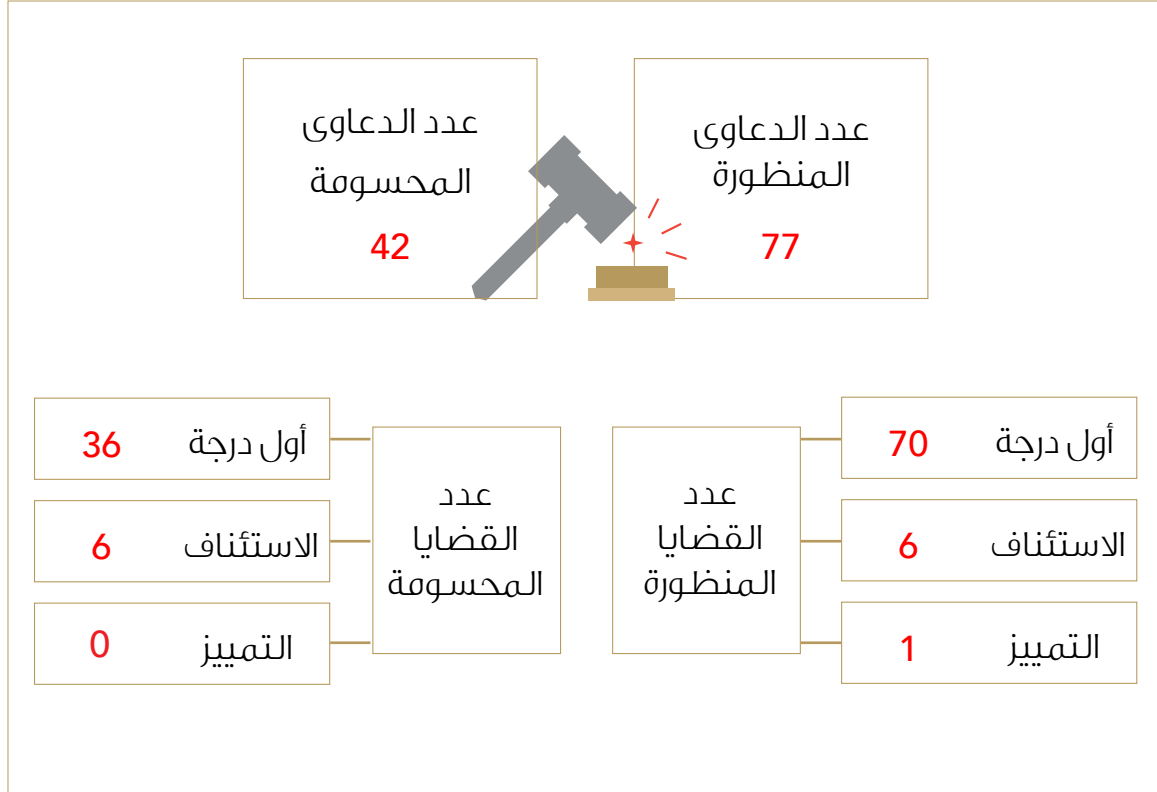 عدد الدعاوى
المنظورة
77
عدد الدعاوى
المحسومة
42
عدد
القضايا
المنظورة
أول درجة 70
الاستئناف 6
التمييز 1
عدد
القضايا
المحسومة
أول درجة 36
الاستئناف 6
التمييز 0